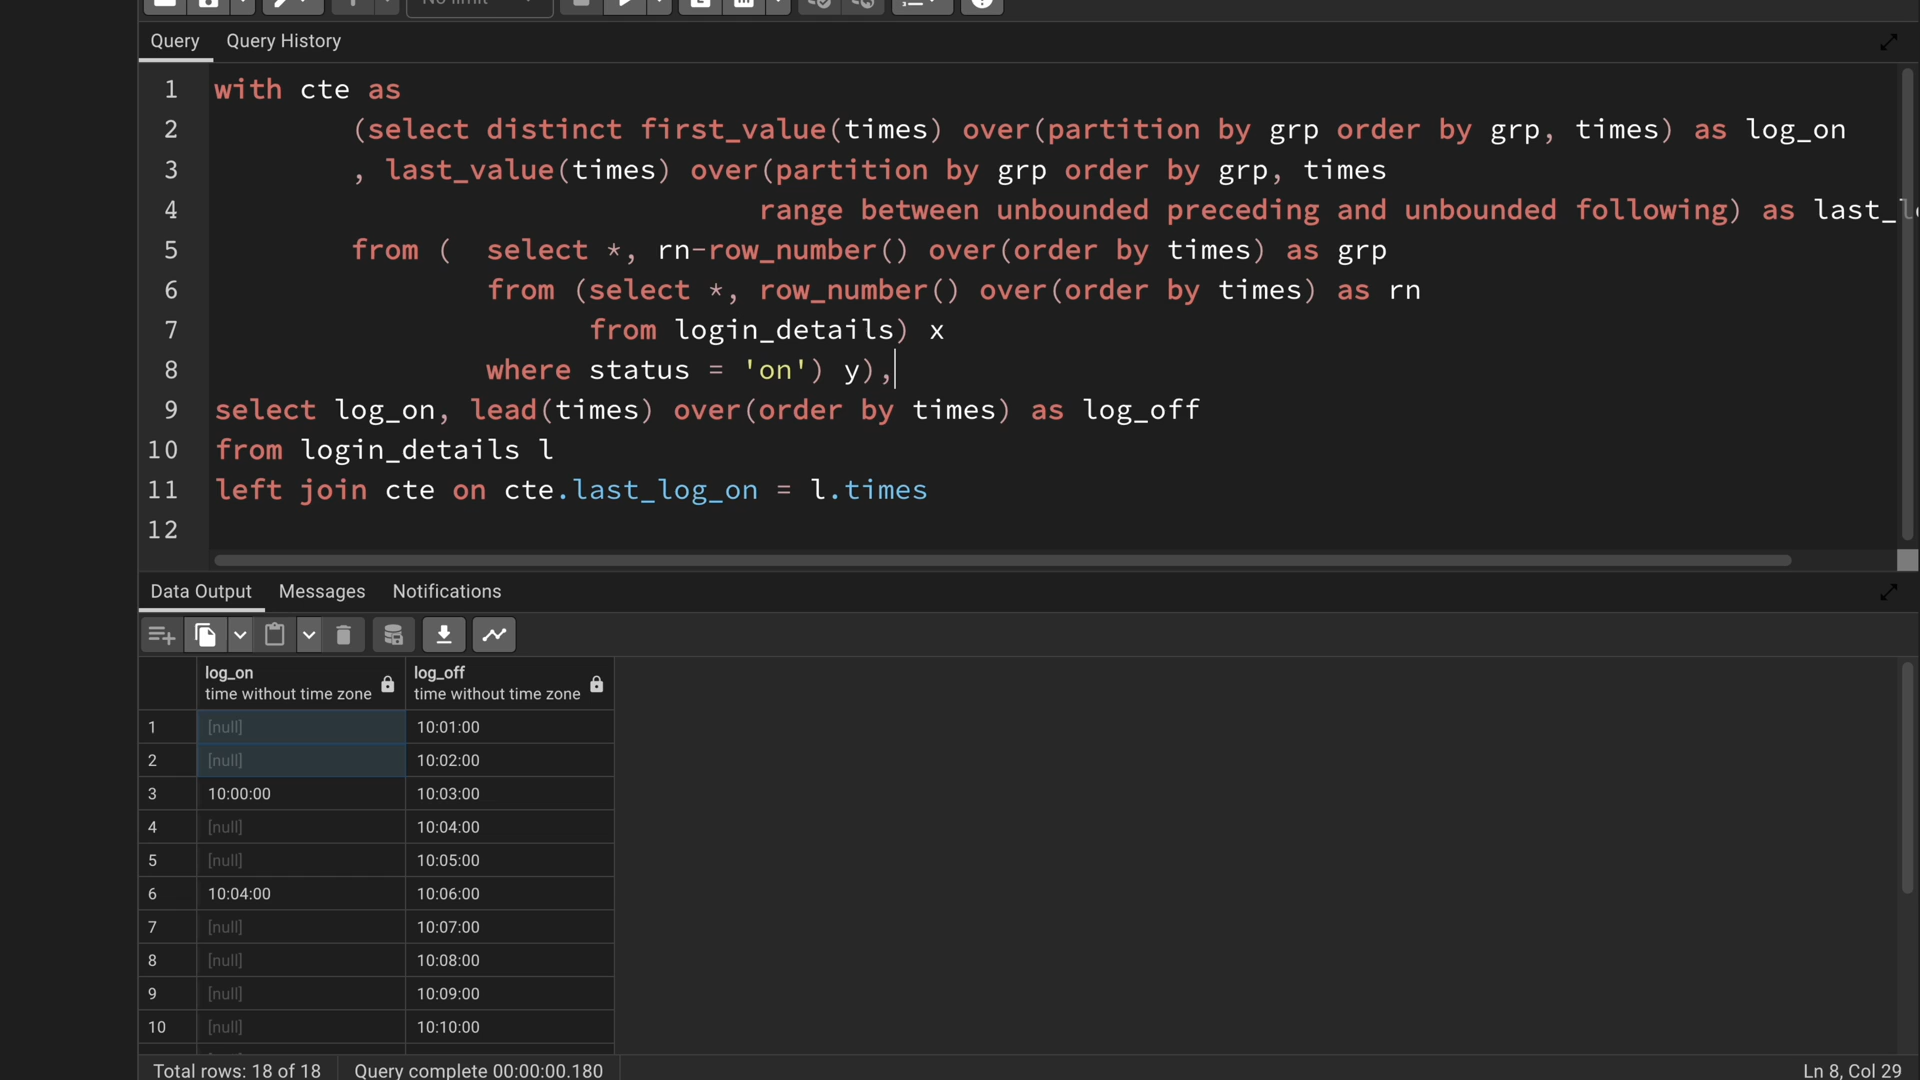 No limit
Query Query History
1 with cte as
2 (select distinct first_value(times) over(partition by grp order by grp, times) as log_on
3 , last_value(times) over(partition by grp order by grp, times
4 range between unbounded preceding and unbounded following) as last_l
5 from ( select *, rn-row_number() over(order by times) as grp
6 from (select *, row_number() over(order by times) as rn
7 from login_details) x
8 where status = 'on') y),
9 select log_on, lead(times) over(order by times) as log_off
10 from login_details l
11 left join cte on cte.last_log_on = l.times
12
Data Output Messages Notifications
log_on log_off
time without time zone time without time zone
1 [null] 10:01:00
2 [null] 10:02:00
3 10:00:00 10:03:00
4 [null] 10:04:00
5 [null] 10:05:00
6 10:04:00 10:06:00
7 [null] 10:07:00
8 [null] 10:08:00
9 [null] 10:09:00
10 [null] 10:10:00
Total rows: 18 of 18 Query complete 00:00:00.180 Ln 8, Col 29